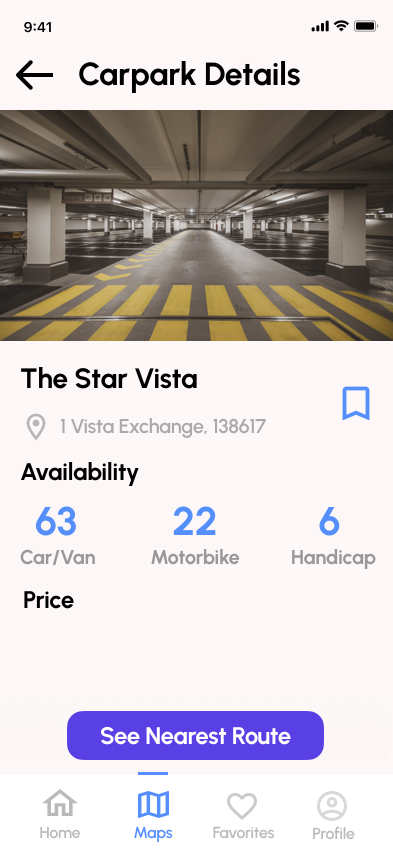 9:41
Carpark Details
The Star Vista
1 Vista Exchange, 138617
Availability
63 22 6
Car/Van Motorbike Handicap
Price
See Nearest Route
Home Maps Favorites Profile